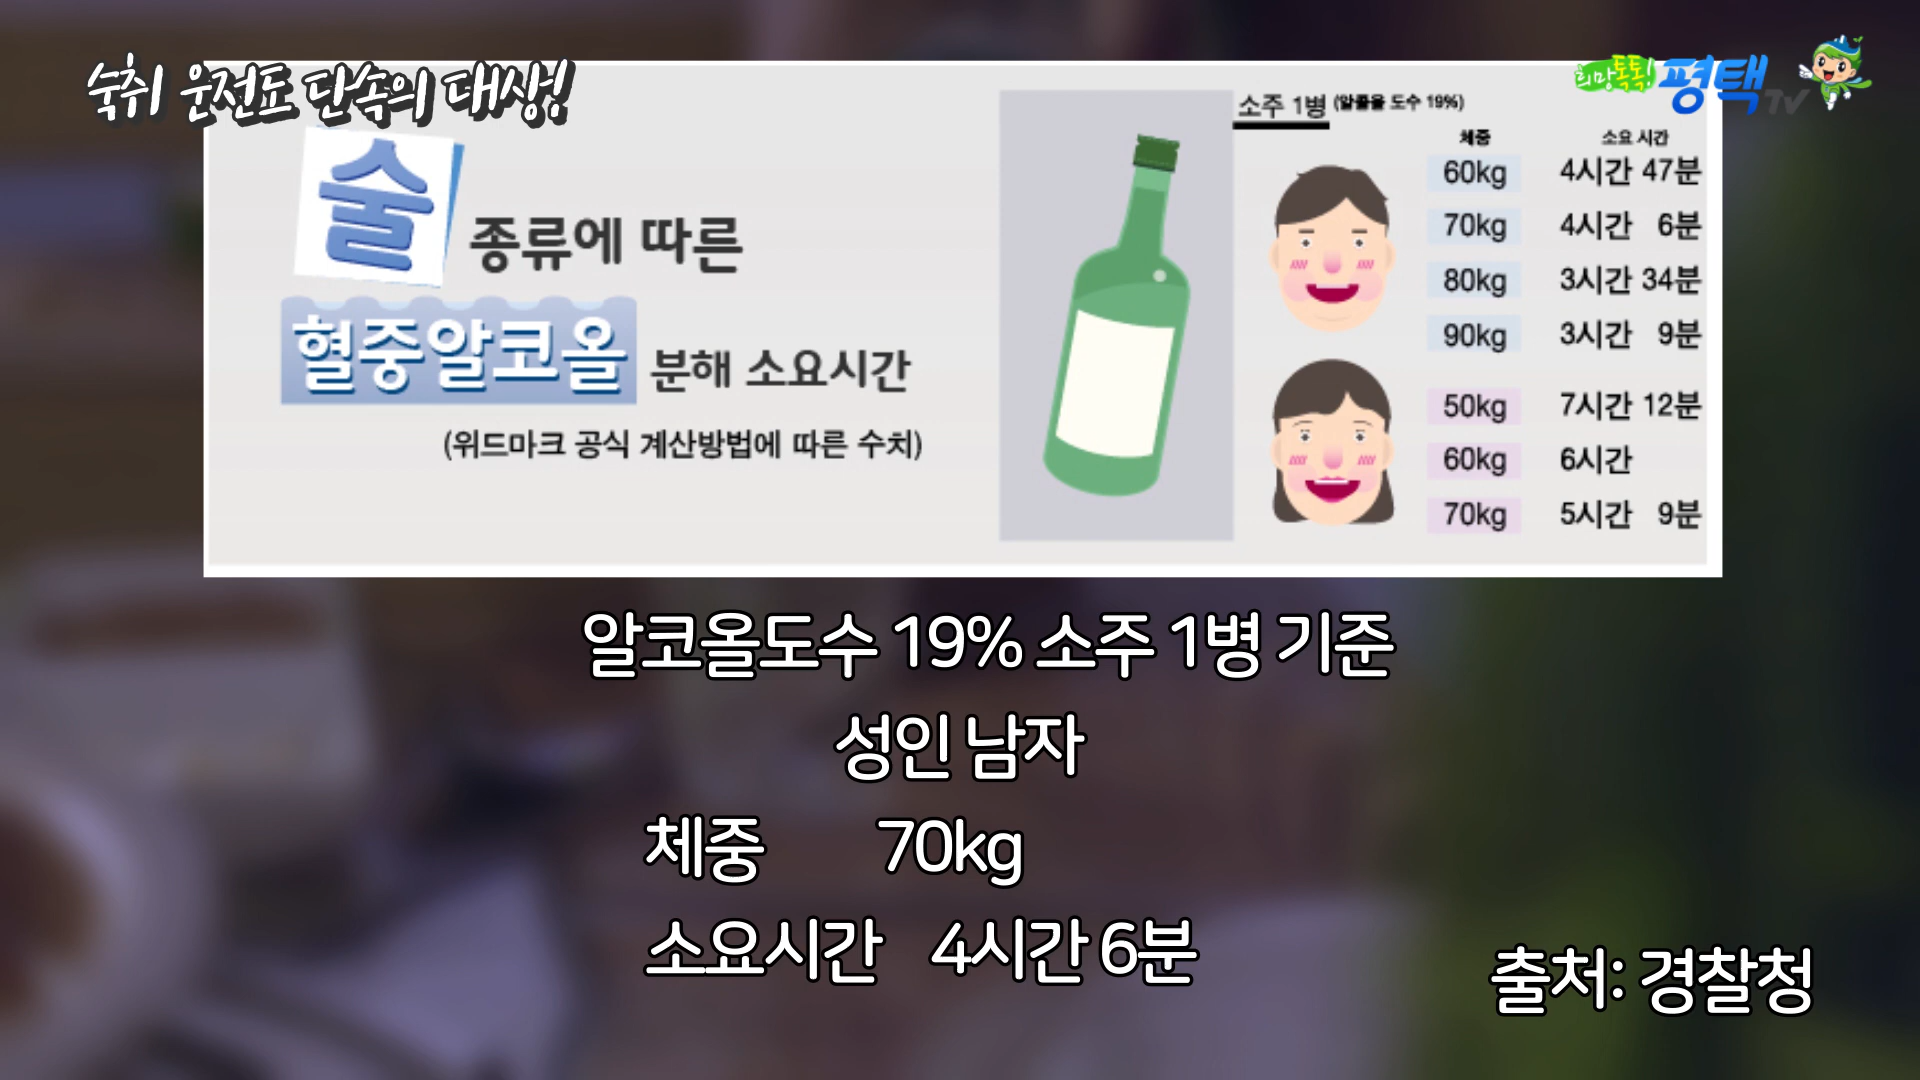 숙취 운전도 단속의 대상!
희망톡톡! 평택TV
술 종류에 따른
혈중알코올 분해 소요시간
(위드마크 공식 계산방법에 따른 수치)
소주 1병 (알콜올 도수 19%)
체중 소요 시간
60kg 4시간 47분
70kg 4시간 6분
80kg 3시간 34분
90kg 3시간 9분
50kg 7시간 12분
60kg 6시간
70kg 5시간 9분
알코올도수 19% 소주 1병 기준
성인 남자
체중 70kg
소요시간 4시간 6분
출처: 경찰청